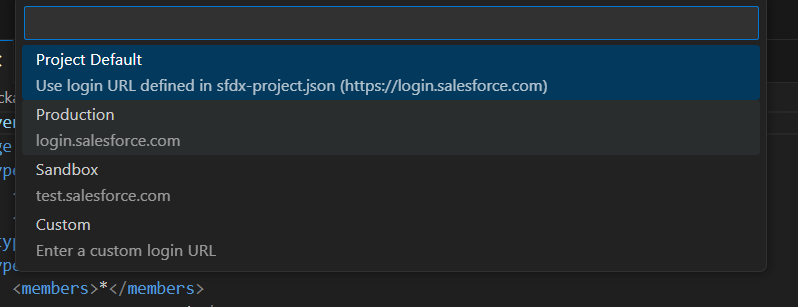 Project Default
Use login URL defined in sfdx-project.json (https://login.salesforce.com)
Production
login.salesforce.com
Sandbox
test.salesforce.com
Custom
Enter a custom login URL
<members>*</members>